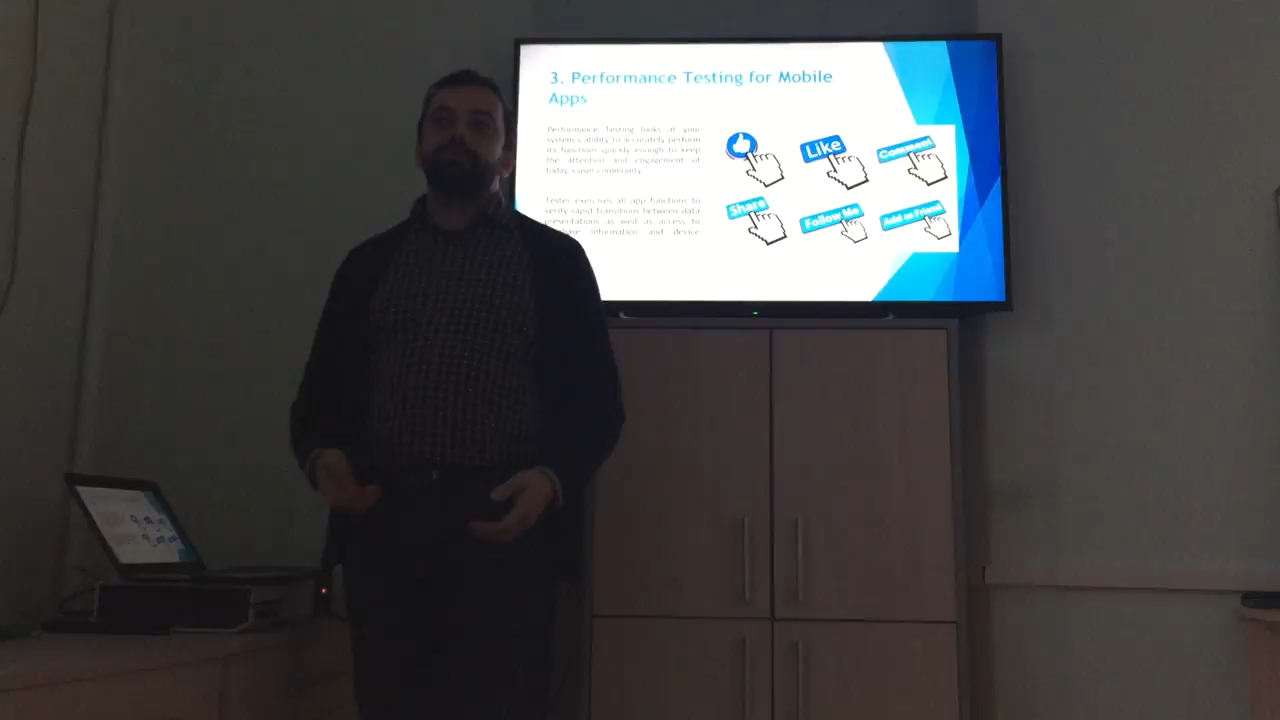 3. Performance Testing for Mobile
Apps
Performance Testing looks at your
system's ability to accurately perform
its functions quickly enough to keep
the attention and engagement of
today's user community.
Tester exercises all app functions to
verify rapid transitions between data
presentations as well as access to
information and device
Like
Comment
Share
Follow Me
Add as Friend